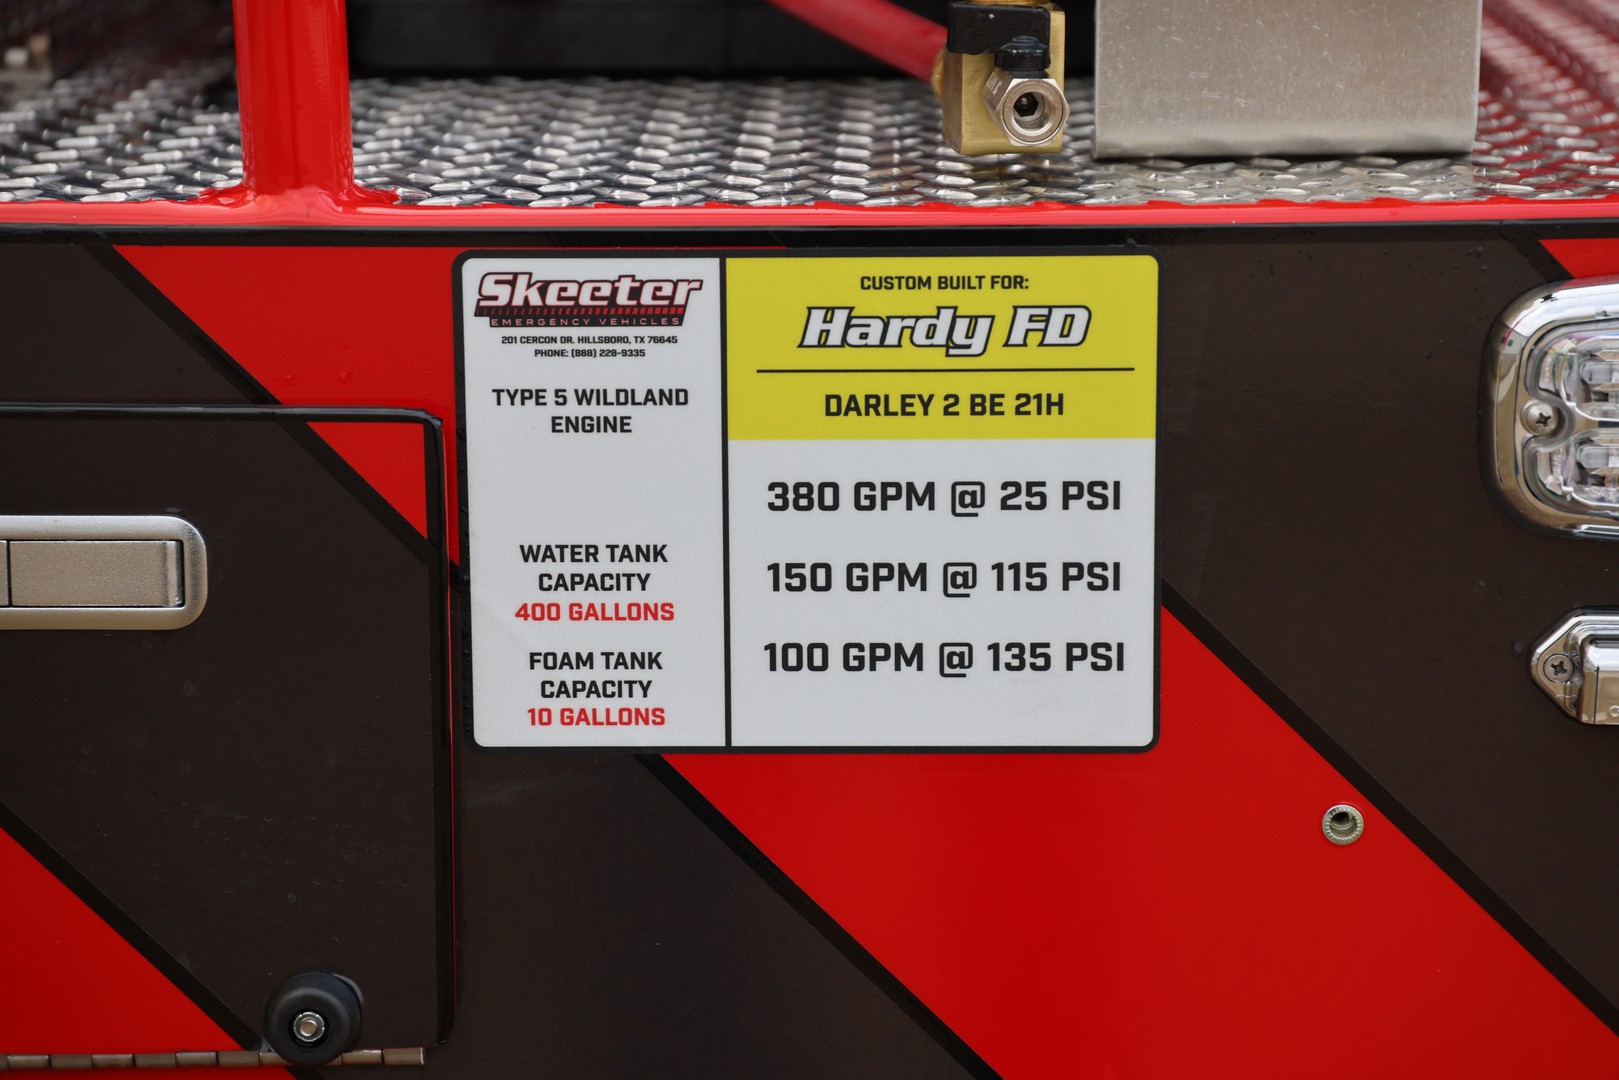 Skeeter
EMERGENCY VEHICLES
201 CERCON DR. HILLSBORO, TX 76645
PHONE: (888) 228-9335
TYPE 5 WILDLAND
ENGINE
WATER TANK
CAPACITY
400 GALLONS
FOAM TANK
CAPACITY
10 GALLONS
CUSTOM BUILT FOR:
Hardy FD
DARLEY 2 BE 21H
380 GPM @ 25 PSI
150 GPM @ 115 PSI
100 GPM @ 135 PSI